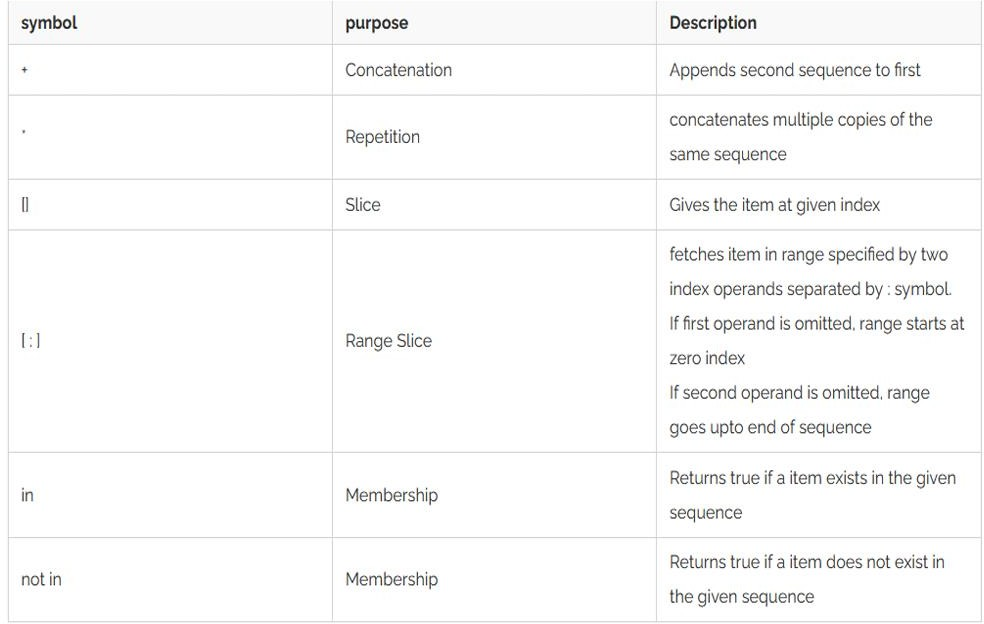 symbol purpose Description
+ Concatenation Appends second sequence to first
* Repetition concatenates multiple copies of the
same sequence
[] Slice Gives the item at given index
[ : ] Range Slice fetches item in range specified by two
index operands separated by : symbol.
If first operand is omitted, range starts at
zero index
If second operand is omitted, range
goes upto end of sequence
in Membership Returns true if a item exists in the given
sequence
not in Membership Returns true if a item does not exist in
the given sequence